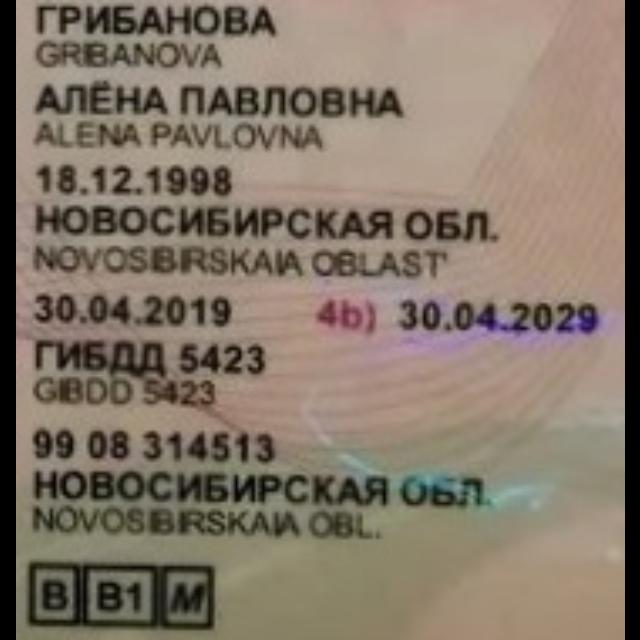 ГРИБАНОВА
GRIBANOVA
АЛЁНА ПАВЛОВНА
ALENA PAVLOVNA
18.12.1998
НОВОСИБИРСКАЯ ОБЛ.
NOVOSIBIRSKAIA OBLAST'
30.04.2019 4b) 30.04.2029
ГИБДД 5423
GIBDD 5423
99 08 314513
НОВОСИБИРСКАЯ ОБЛ.
NOVOSIBIRSKAIA OBL.
B B1 M